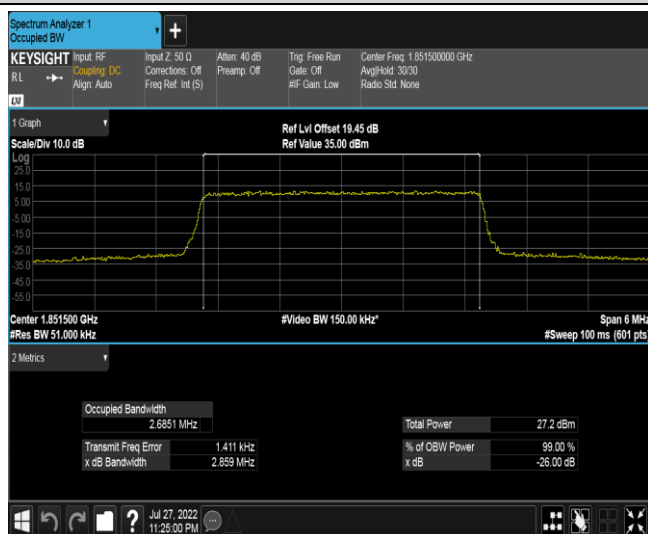 Spectrum Analyzer 1
Occupied BW
KEYSIGHT
R L
LXI
Input: RF
Coupling: DC
Align: Auto
Input Z: 50 Ω
Corrections: Off
Freq Ref: Int (S)
Atten: 40 dB
Preamp: Off
Trig: Free Run
Gate: Off
#IF Gain: Low
Center Freq: 1.851500000 GHz
Avg|Hold: 30/30
Radio Std: None
1 Graph
Scale/Div 10.0 dB
Ref Lvl Offset 19.45 dB
Ref Value 35.00 dBm
Log
25.0
15.0
5.00
-5.00
-15.0
-25.0
-35.0
-45.0
-55.0
Center 1.851500 GHz
#Video BW 150.00 kHz*
Span 6 MHz
#Res BW 51.000 kHz
#Sweep 100 ms (601 pts)
2 Metrics
Occupied Bandwidth
2.6851 MHz
Total Power 27.2 dBm
Transmit Freq Error 1.411 kHz
% of OBW Power 99.00 %
x dB Bandwidth 2.859 MHz
x dB -26.00 dB
?
Jul 27, 2022
11:25:00 PM